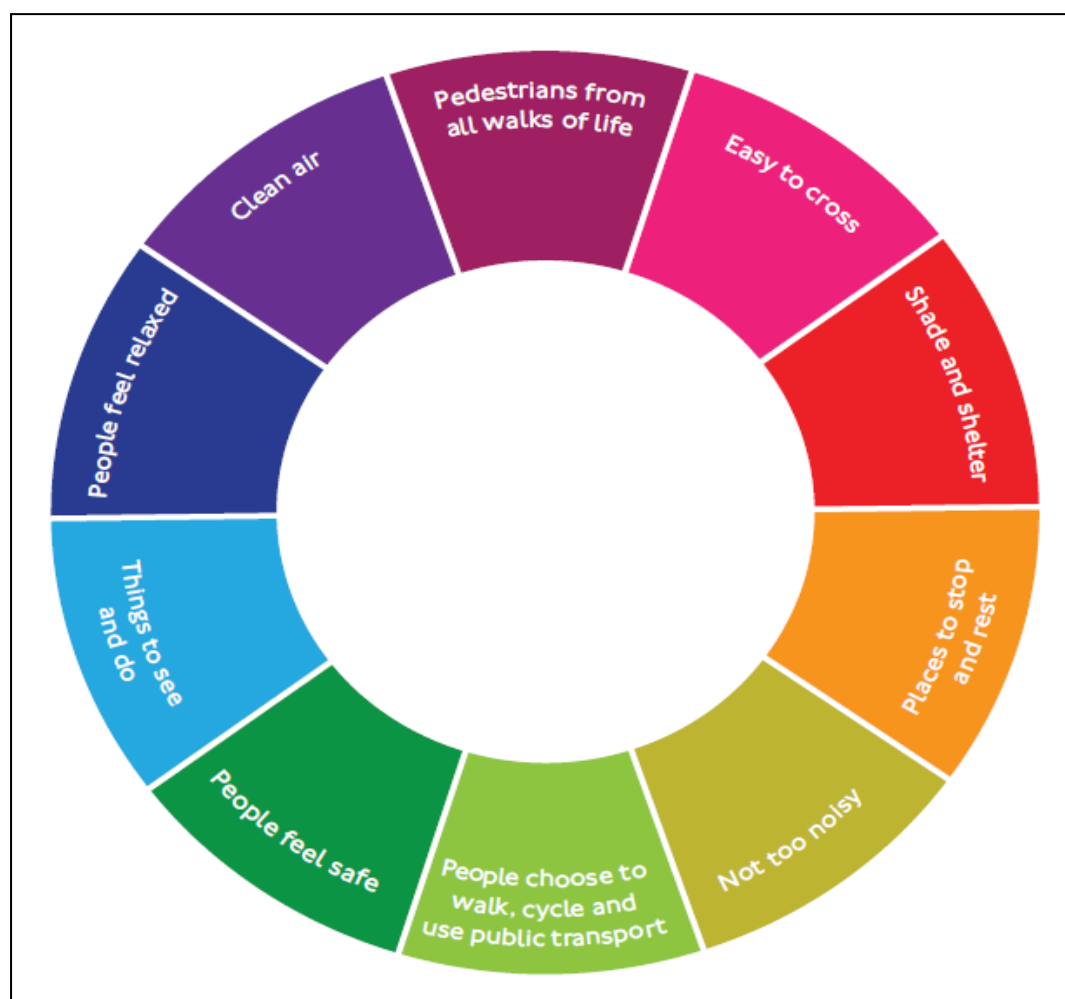 Pedestrians from
all walks of life
Easy to cross
Shade and shelter
Places to stop
and rest
Not too noisy
People choose to
walk, cycle and
use public transport
People feel safe
Things to see
and do
People feel relaxed
Clean air